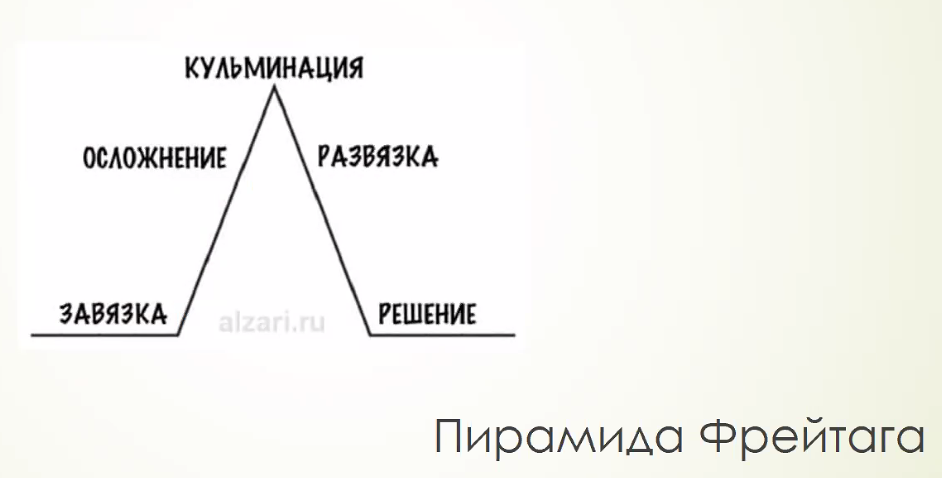 КУЛЬМИНАЦИЯ
ОСЛОЖНЕНИЕ
РАЗВЯЗКА
ЗАВЯЗКА
alzari.ru
РЕШЕНИЕ
Пирамида Фрейтага